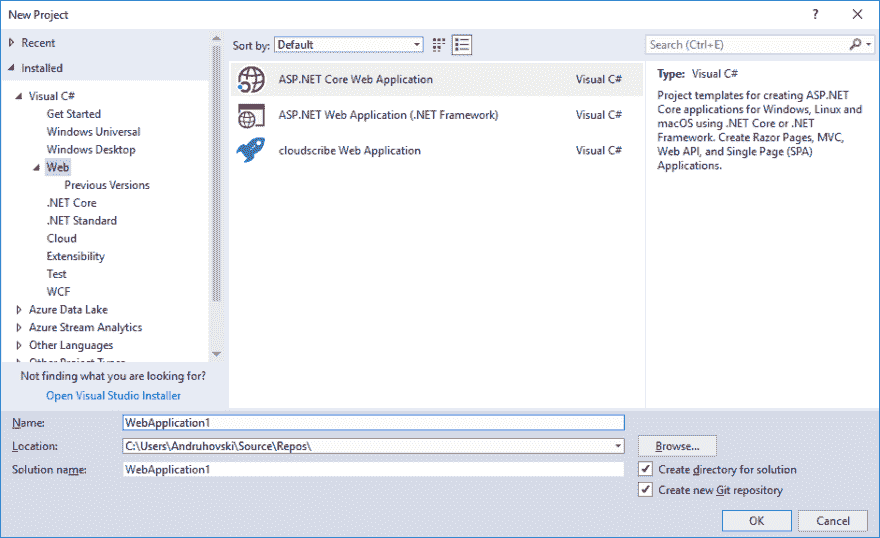 New Project
Recent
Installed
Visual C#
Get Started
Windows Universal
Windows Desktop
Web
Previous Versions
.NET Core
.NET Standard
Cloud
Extensibility
Test
WCF
Azure Data Lake
Azure Stream Analytics
Other Languages
Other Project Types
Not finding what you are looking for?
Open Visual Studio Installer
Sort by: Default
ASP.NET Core Web Application Visual C#
ASP.NET Web Application (.NET Framework) Visual C#
cloudscribe Web Application Visual C#
Search (Ctrl+E)
Type: Visual C#
Project templates for creating ASP.NET
Core applications for Windows, Linux and
macOS using .NET Core or .NET
Framework. Create Razor Pages, MVC,
Web API, and Single Page (SPA)
Applications.
Name: WebApplication1
Location: C:\Users\Andruhovski\Source\Repos\
Browse...
Solution name: WebApplication1
Create directory for solution
Create new Git repository
OK
Cancel